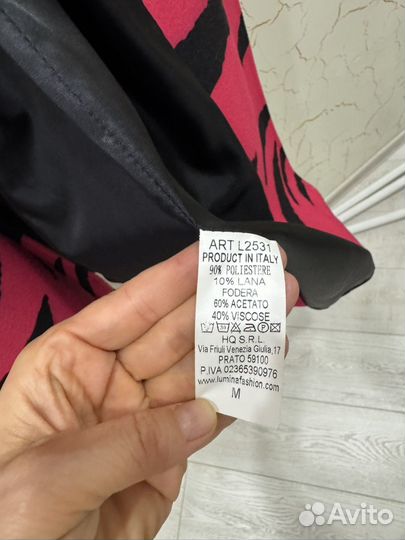 ART L2531
PRODUCT IN ITALY
90% POLIESTERE
10% LANA
FODERA
60% ACETATO
40% VISCOSE
HQ S.R.L.
Via Friuli Venezia Giulia,17
PRATO 59100
P.IVA 02365390976
www.luminafashion.com
M
Avito